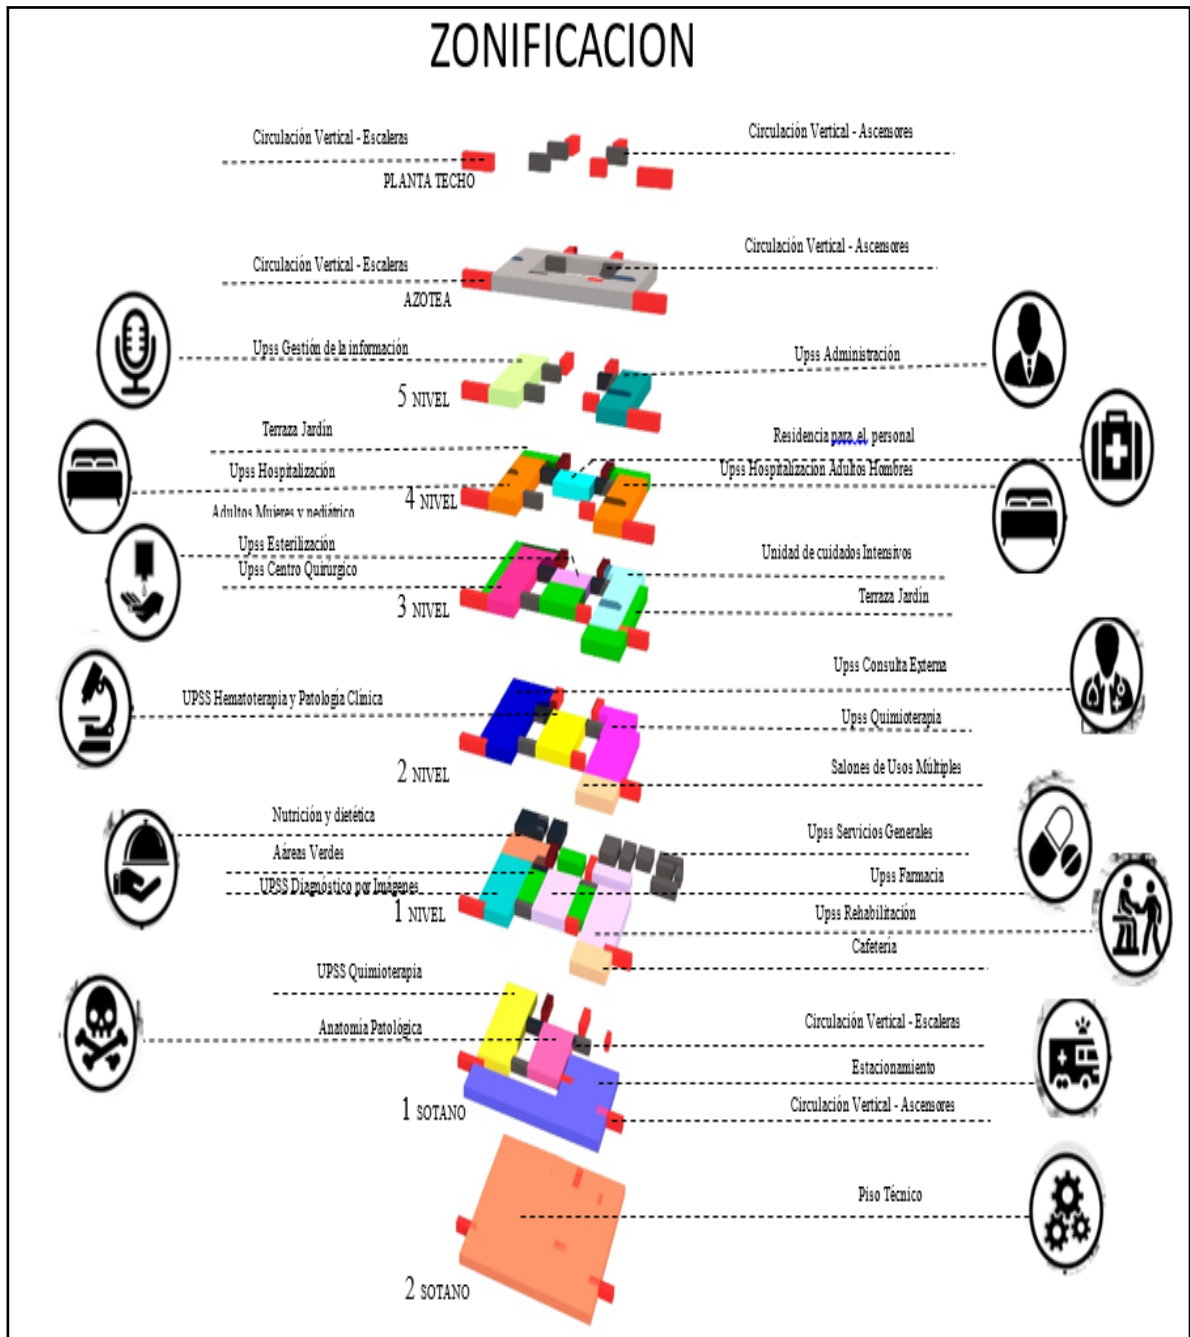 ZONIFICACION
Circulación Vertical - Escaleras
Circulación Vertical - Ascensores
PLANTA TECHO
Circulación Vertical - Escaleras
Circulación Vertical - Ascensores
AZOTEA
Upss Gestión de la información
Upss Administración
5 NIVEL
Terraza Jardín
Residencia para el personal
Upss Hospitalización
Upss Hospitalización Adultos Hombres
4 NIVEL
Adultos Mujeres y pediátrico
Upss Esterilización
Upss Centro Quirúrgico
Unidad de cuidados Intensivos
Terraza Jardín
3 NIVEL
Upss Consulta Externa
UPSS Hematoterapia y Patología Clínica
Upss Quimioterapia
2 NIVEL
Salones de Usos Múltiples
Nutrición y dietética
Upss Servicios Generales
Aáreas Verdes
Upss Farmacia
UPSS Diagnóstico por Imágenes
1 NIVEL
Upss Rehabilitación
Cafetería
UPSS Quimioterapia
Anatomía Patológica
Circulación Vertical - Escaleras
Estacionamiento
1 SOTANO
Circulación Vertical - Ascensores
Piso Técnico
2 SOTANO